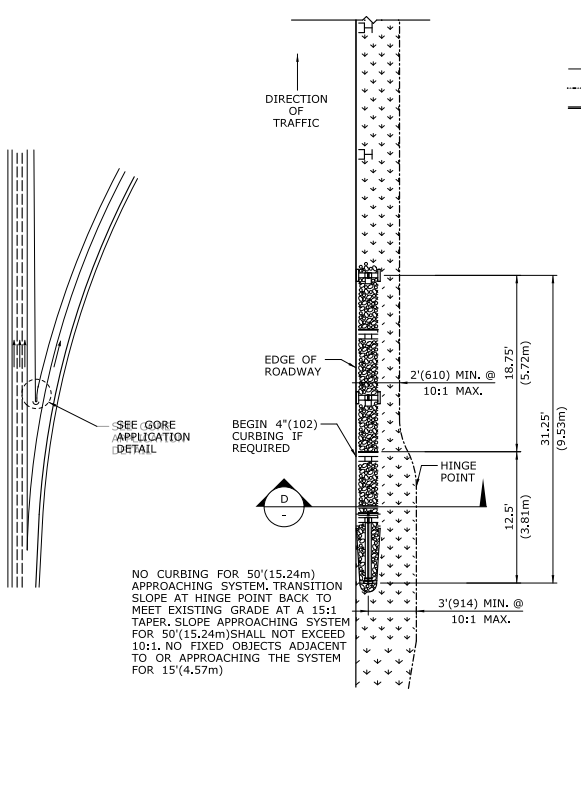 DIRECTION
OF
TRAFFIC
EDGE OF
ROADWAY
2'(610) MIN. @
10:1 MAX.
18.75'
(5.72m)
31.25'
(9.53m)
SEE GORE
APPLICATION
DETAIL
BEGIN 4"(102)
CURBING IF
REQUIRED
HINGE
POINT
12.5'
(3.81m)
D
-
NO CURBING FOR 50'(15.24m)
APPROACHING SYSTEM. TRANSITION
SLOPE AT HINGE POINT BACK TO
MEET EXISTING GRADE AT A 15:1
TAPER. SLOPE APPROACHING SYSTEM
FOR 50'(15.24m)SHALL NOT EXCEED
10:1. NO FIXED OBJECTS ADJACENT
TO OR APPROACHING THE SYSTEM
FOR 15'(4.57m)
3'(914) MIN. @
10:1 MAX.